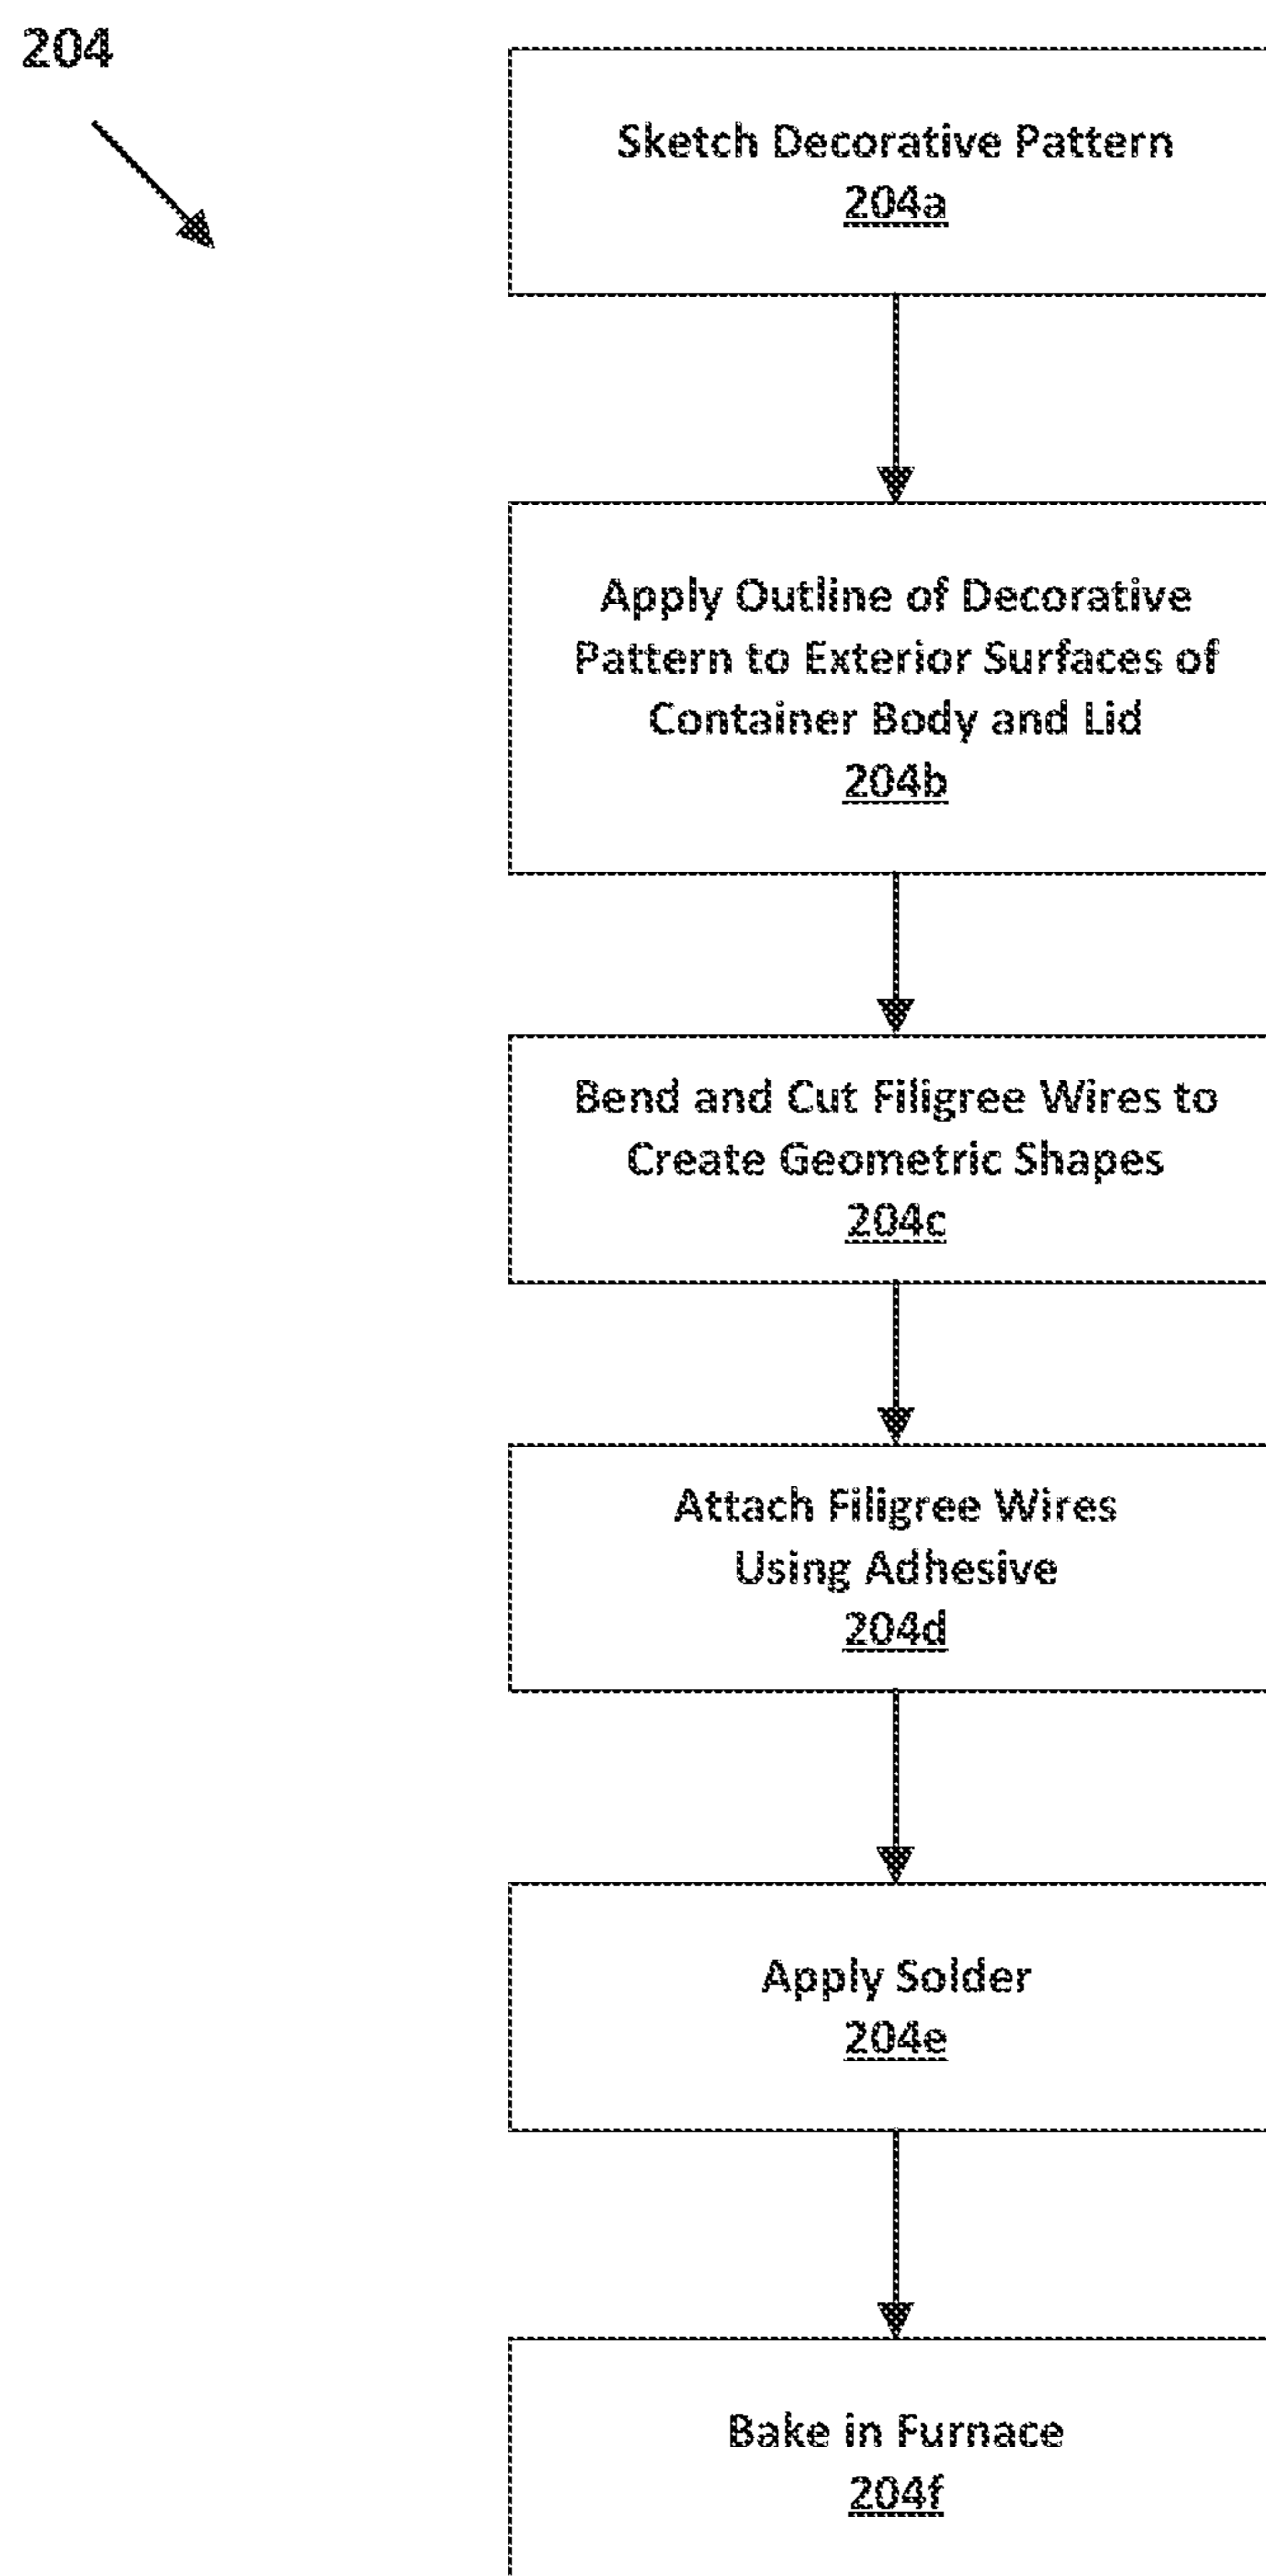 204
Sketch Decorative Pattern
204a
Apply Outline of Decorative
Pattern to Exterior Surfaces of
Container Body and Lid
204b
Bend and Cut Filigree Wires to
Create Geometric Shapes
204c
Attach Filigree Wires
Using Adhesive
204d
Apply Solder
204e
Bake in Furnace
204f